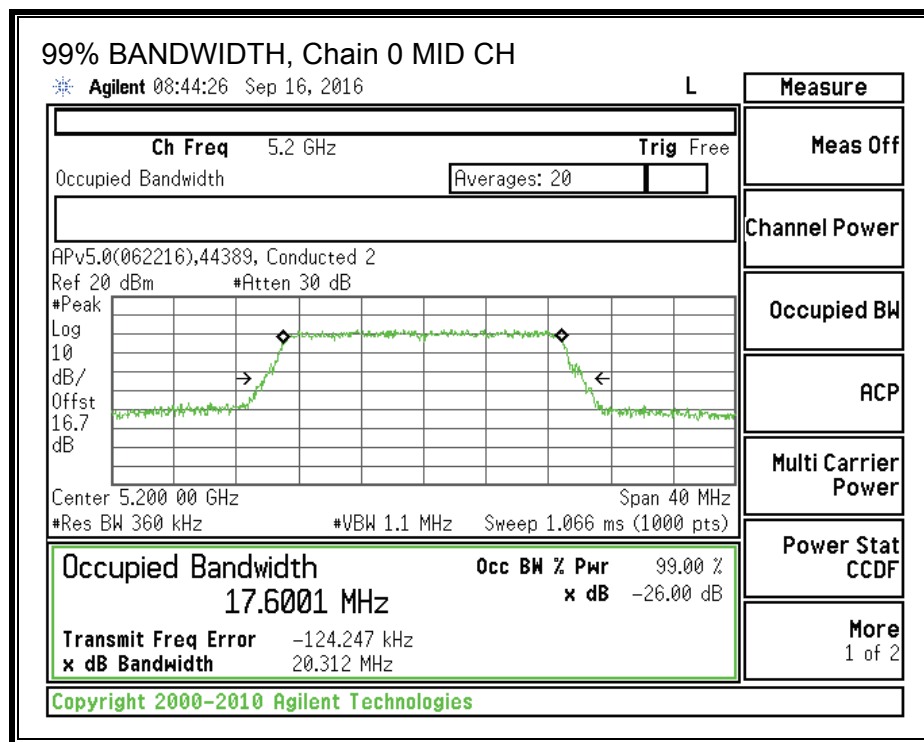 99% BANDWIDTH, Chain 0 MID CH
Agilent 08:44:26 Sep 16, 2016 L
Measure
Ch Freq 5.2 GHz Trig Free
Meas Off
Occupied Bandwidth Averages: 20
Channel Power
APv5.0(062216),44389, Conducted 2
Ref 20 dBm #Atten 30 dB
#Peak
Log
10
dB/
Offst
16.7
dB
Occupied BW
ACP
Multi Carrier
Power
Center 5.200 00 GHz Span 40 MHz
#Res BW 360 kHz #VBW 1.1 MHz Sweep 1.066 ms (1000 pts)
Occupied Bandwidth
17.6001 MHz
Occ BW % Pwr 99.00 %
x dB -26.00 dB
Power Stat
CCDF
Transmit Freq Error -124.247 kHz
x dB Bandwidth 20.312 MHz
More
1 of 2
Copyright 2000-2010 Agilent Technologies